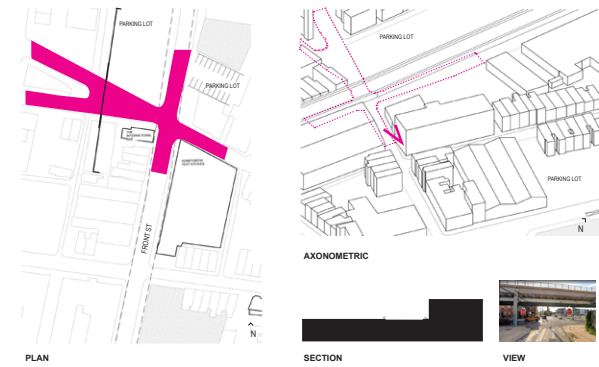 PARKING LOT
PARKING LOT
FRONT ST
N
PLAN
PARKING LOT
PARKING LOT
N
AXONOMETRIC
SECTION
VIEW